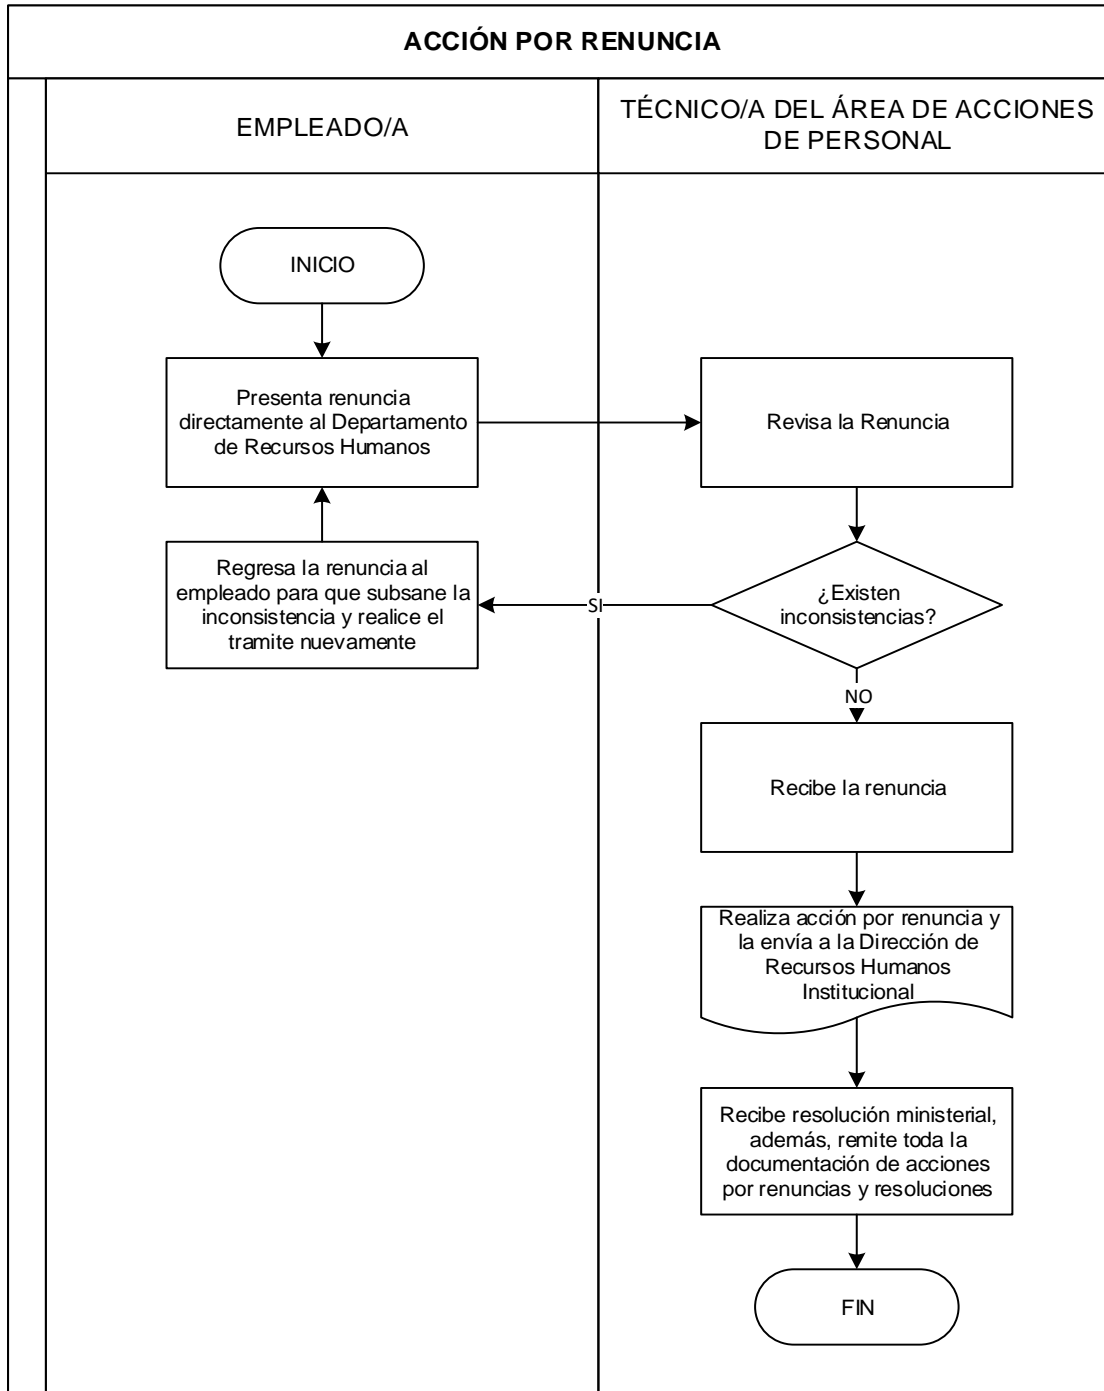 ACCIÓN POR RENUNCIA
EMPLEADO/A
TÉCNICO/A DEL ÁREA DE ACCIONES
DE PERSONAL
INICIO
Presenta renuncia
directamente al Departamento
de Recursos Humanos
Revisa la Renuncia
¿Existen
inconsistencias?
SI
Regresa la renuncia al
empleado para que subsane la
inconsistencia y realice el
tramite nuevamente
NO
Recibe la renuncia
Realiza acción por renuncia y
la envía a la Dirección de
Recursos Humanos
Institucional
Recibe resolución ministerial,
además, remite toda la
documentación de acciones
por renuncias y resoluciones
FIN